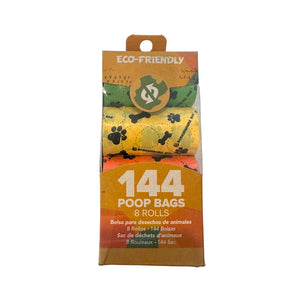 ECO-FRIENDLY
144
POOP BAGS
8 ROLLS
Bolsa para desechos de animales
8 Rollos • 144 Bolsas
Sac de déchets d'animaux
8 Rouleaux • 144 Sac